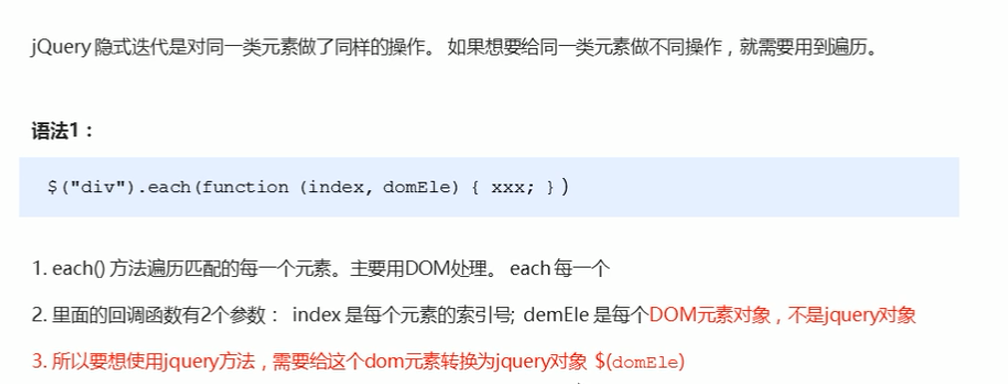 jQuery 隐式迭代是对同一类元素做了同样的操作。 如果想要给同一类元素做不同操作，就需要用到遍历。
语法1：
$("div").each(function (index, domEle) { xxx; })
1. each() 方法遍历匹配的每一个元素。主要用DOM处理。 each 每一个
2. 里面的回调函数有2个参数： index 是每个元素的索引号; demEle 是每个DOM元素对象，不是jquery对象
3. 所以要想使用jquery方法，需要给这个dom元素转换为jquery对象 $(domEle)